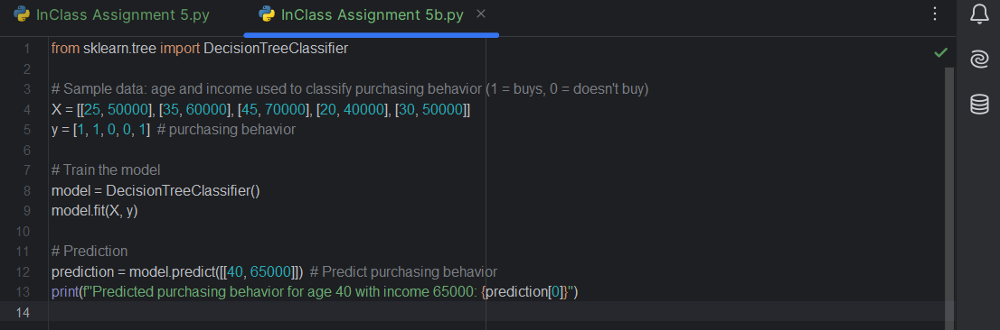 InClass Assignment 5.py InClass Assignment 5b.py
1 from sklearn.tree import DecisionTreeClassifier
2
3 # Sample data: age and income used to classify purchasing behavior (1 = buys, 0 = doesn't buy)
4 X = [[25, 50000], [35, 60000], [45, 70000], [20, 40000], [30, 50000]]
5 y = [1, 1, 0, 0, 1]  # purchasing behavior
6
7 # Train the model
8 model = DecisionTreeClassifier()
9 model.fit(X, y)
10
11 # Prediction
12 prediction = model.predict([[40, 65000]])  # Predict purchasing behavior
13 print(f"Predicted purchasing behavior for age 40 with income 65000: {prediction[0]}")
14